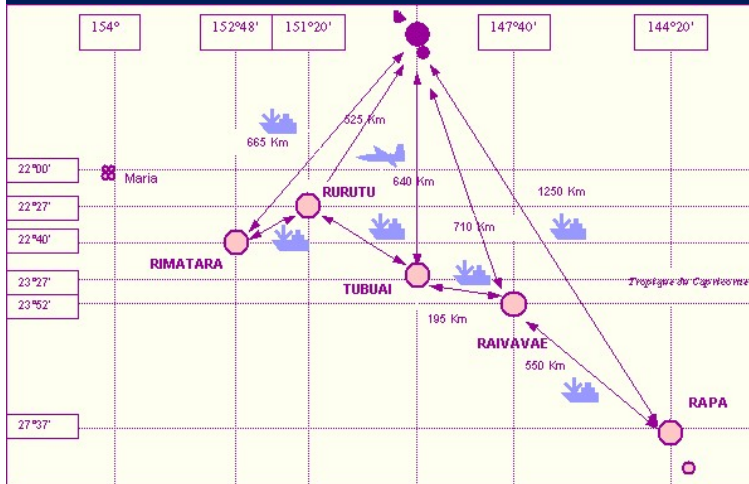 154°
152°48'
151°20'
147°40'
144°20'
525 Km
665 Km
22°00'
Maria
640 Km
1250 Km
RURUTU
22°27'
710 Km
22°40'
RIMATARA
23°27'
TUBUAI
Tropique du Capricorne
23°52'
195 Km
RAIVAVAE
550 Km
RAPA
27°37'